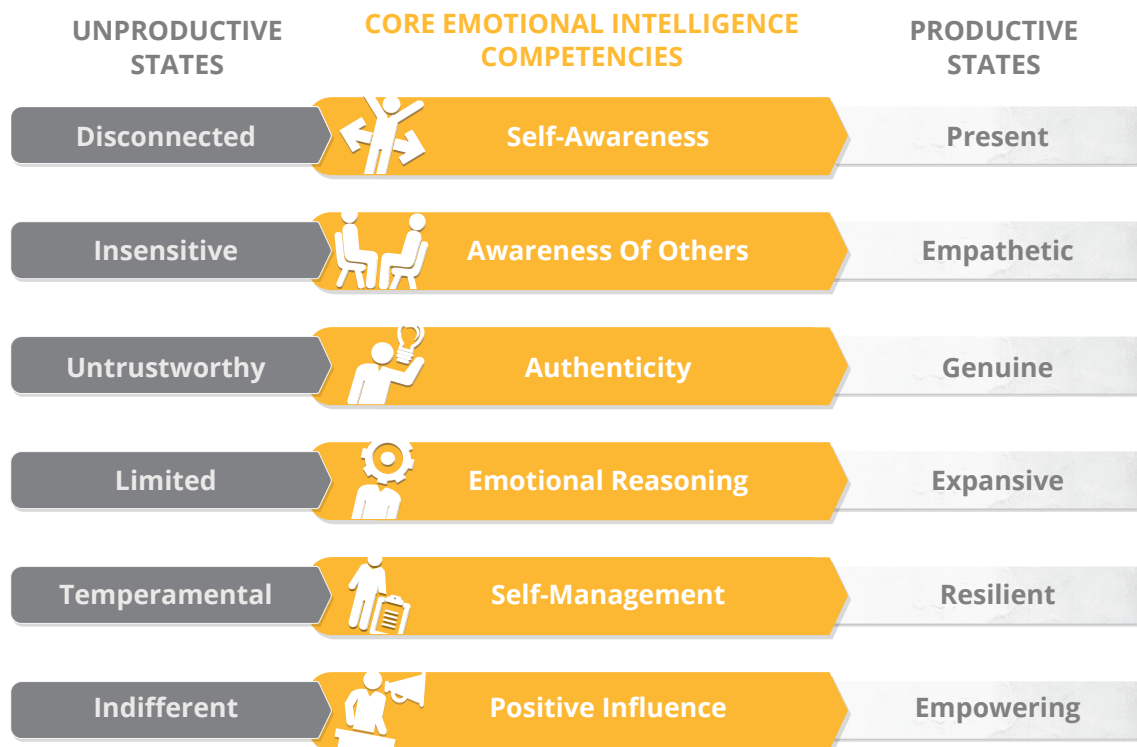 UNPRODUCTIVE
STATES
CORE EMOTIONAL INTELLIGENCE
COMPETENCIES
PRODUCTIVE
STATES
Disconnected
Self-Awareness
Present
Insensitive
Awareness Of Others
Empathetic
Untrustworthy
Authenticity
Genuine
Limited
Emotional Reasoning
Expansive
Temperamental
Self-Management
Resilient
Indifferent
Positive Influence
Empowering